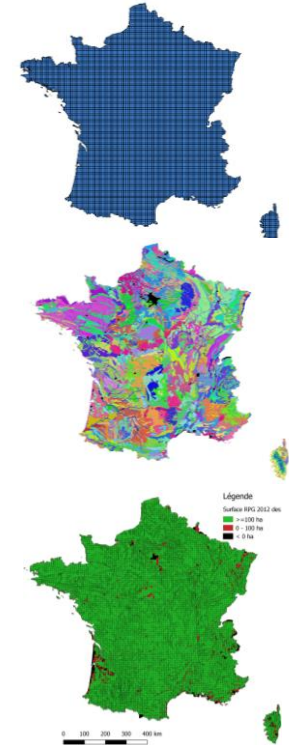 Légende
Surface RPG 2012 des
>=100 ha
0 - 100 ha
< 0 ha
0 100 200 300 400 km